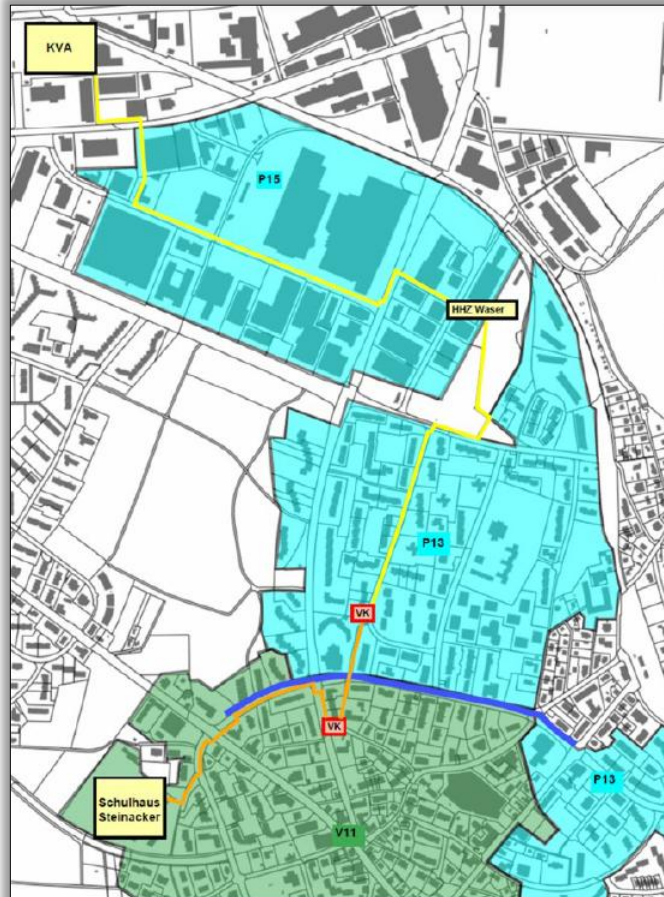 KVA
P15
HHZ Waser
P13
VK
VK
P13
Schulhaus
Steinacker
V11